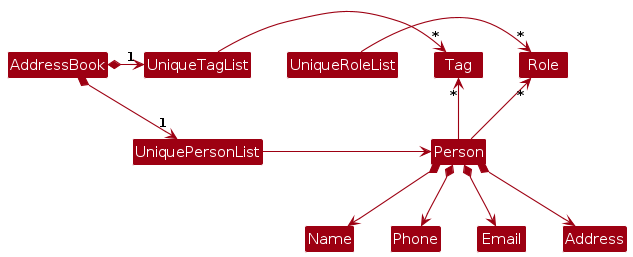 * *
AddressBook 1 UniqueTagList UniqueRoleList Tag Role
* *
1
UniquePersonList Person
Name Phone Email Address